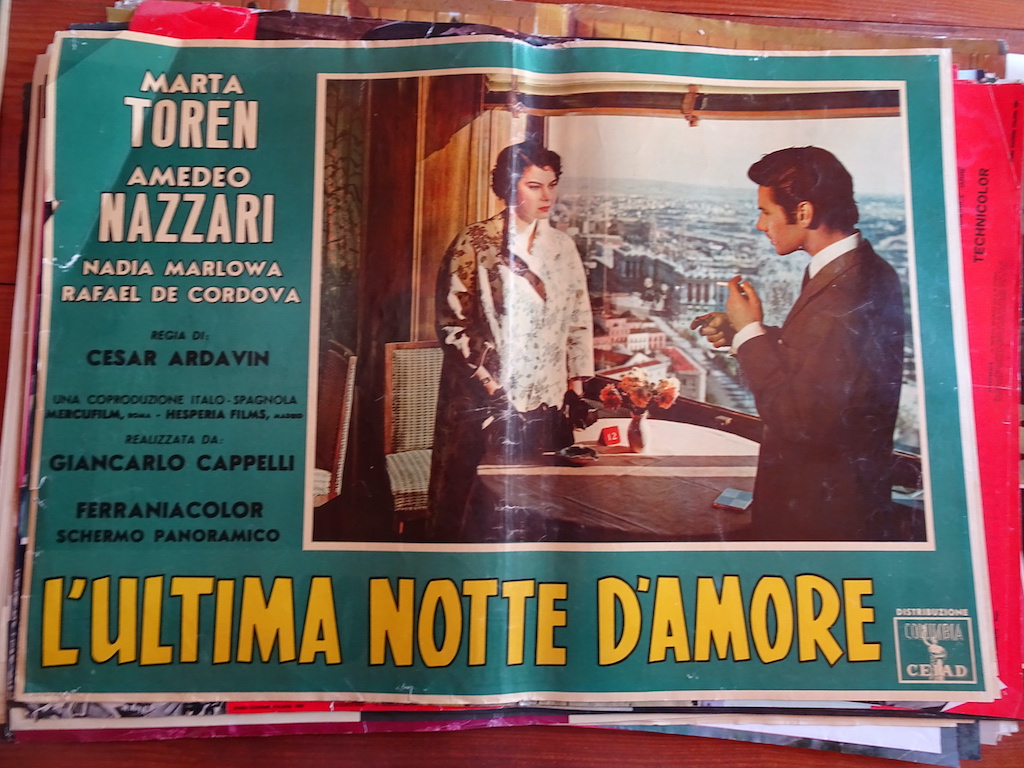 MARTA
TOREN
AMEDEO
NAZZARI
NADIA MARLOWA
RAFAEL DE CORDOVA
REGIA DI:
CESAR ARDAVIN
UNA COPRODUZIONE ITALO-SPAGNOLA
MERCUFILM, ROMA - HESPERIA FILMS, MADRID
REALIZZATA DA:
GIANCARLO CAPPELLI
FERRANIACOLOR
SCHERMO PANORAMICO
12
L'ULTIMA NOTTE D'AMORE
DISTRIBUZIONE
COLUMBIA
CEIAD
TECHNICOLOR